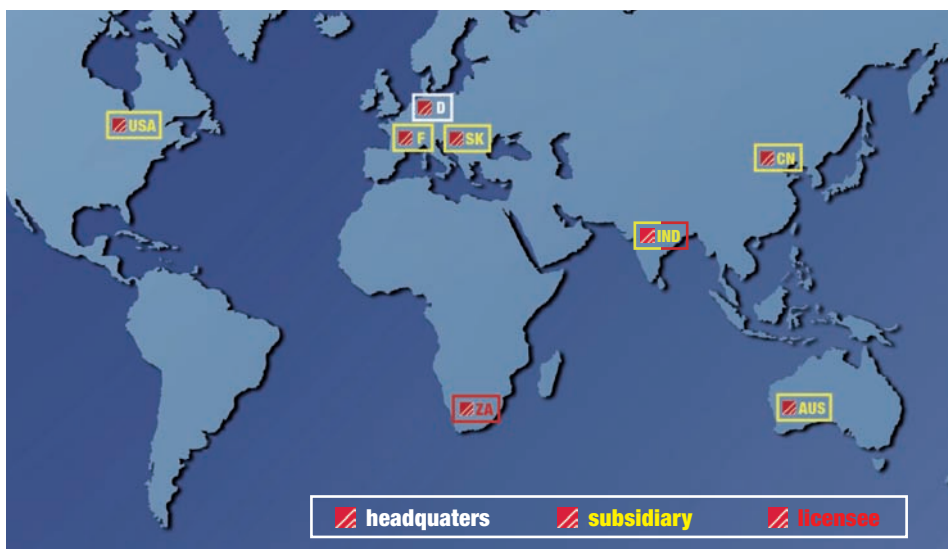 D
USA
F
SK
CN
IND
ZA
AUS
headquaters
subsidiary
licensee